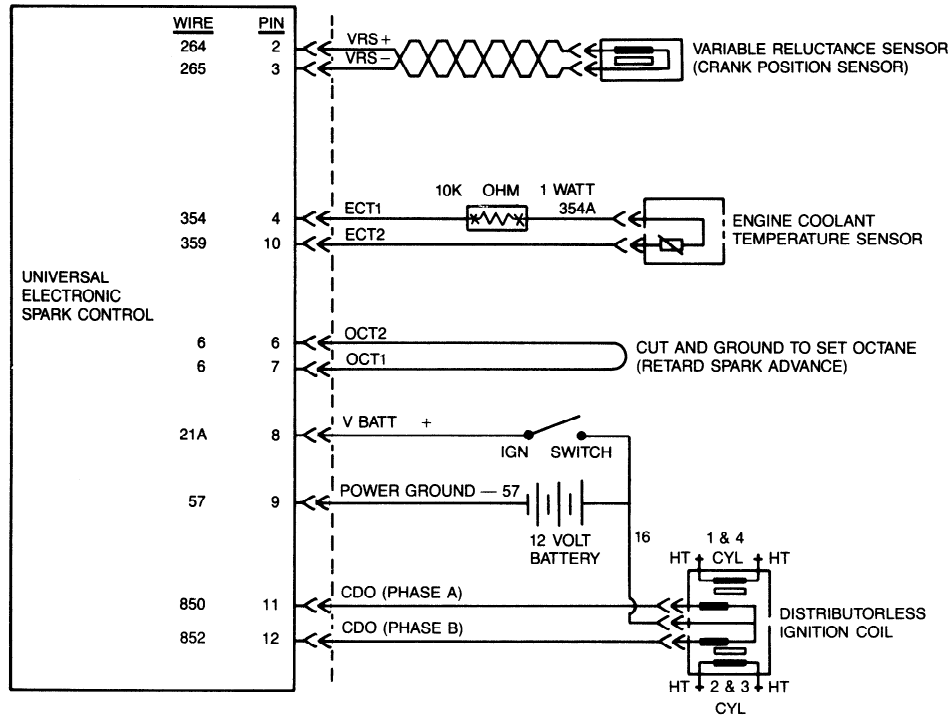 WIRE PIN
264 2 VRS+
265 3 VRS-
VARIABLE RELUCTANCE SENSOR
(CRANK POSITION SENSOR)
10K OHM 1 WATT
354A
354 4 ECT1
359 10 ECT2
ENGINE COOLANT
TEMPERATURE SENSOR
UNIVERSAL
ELECTRONIC
SPARK CONTROL
6 6 OCT2
6 7 OCT1
CUT AND GROUND TO SET OCTANE
(RETARD SPARK ADVANCE)
21A 8 V BATT +
IGN SWITCH
57 9 POWER GROUND — 57
12 VOLT
BATTERY
16
1 & 4
HT CYL HT
850 11 CDO (PHASE A)
852 12 CDO (PHASE B)
DISTRIBUTORLESS
IGNITION COIL
HT 2 & 3 HT
CYL